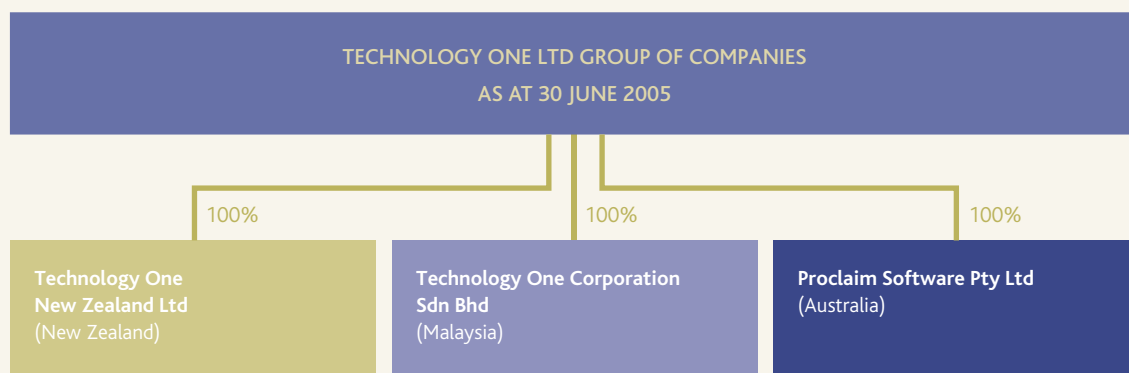 TECHNOLOGY ONE LTD GROUP OF COMPANIES
AS AT 30 JUNE 2005
100%
100%
100%
Technology One
New Zealand Ltd
(New Zealand)
Technology One Corporation
Sdn Bhd
(Malaysia)
Proclaim Software Pty Ltd
(Australia)